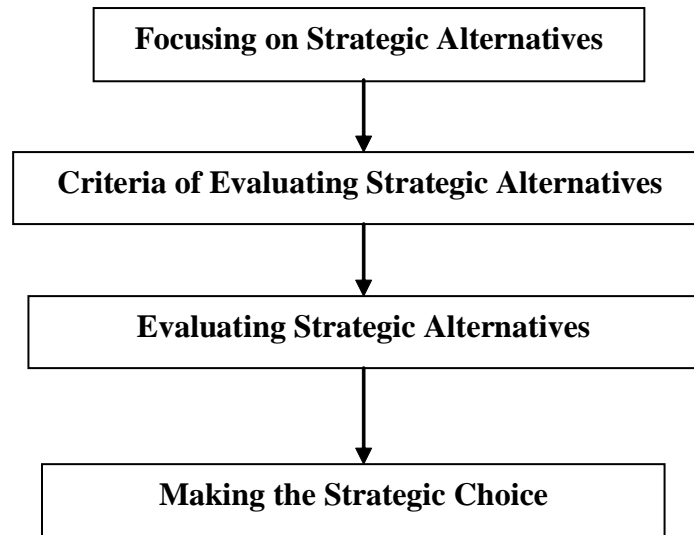 Focusing on Strategic Alternatives
Criteria of Evaluating Strategic Alternatives
Evaluating Strategic Alternatives
Making the Strategic Choice